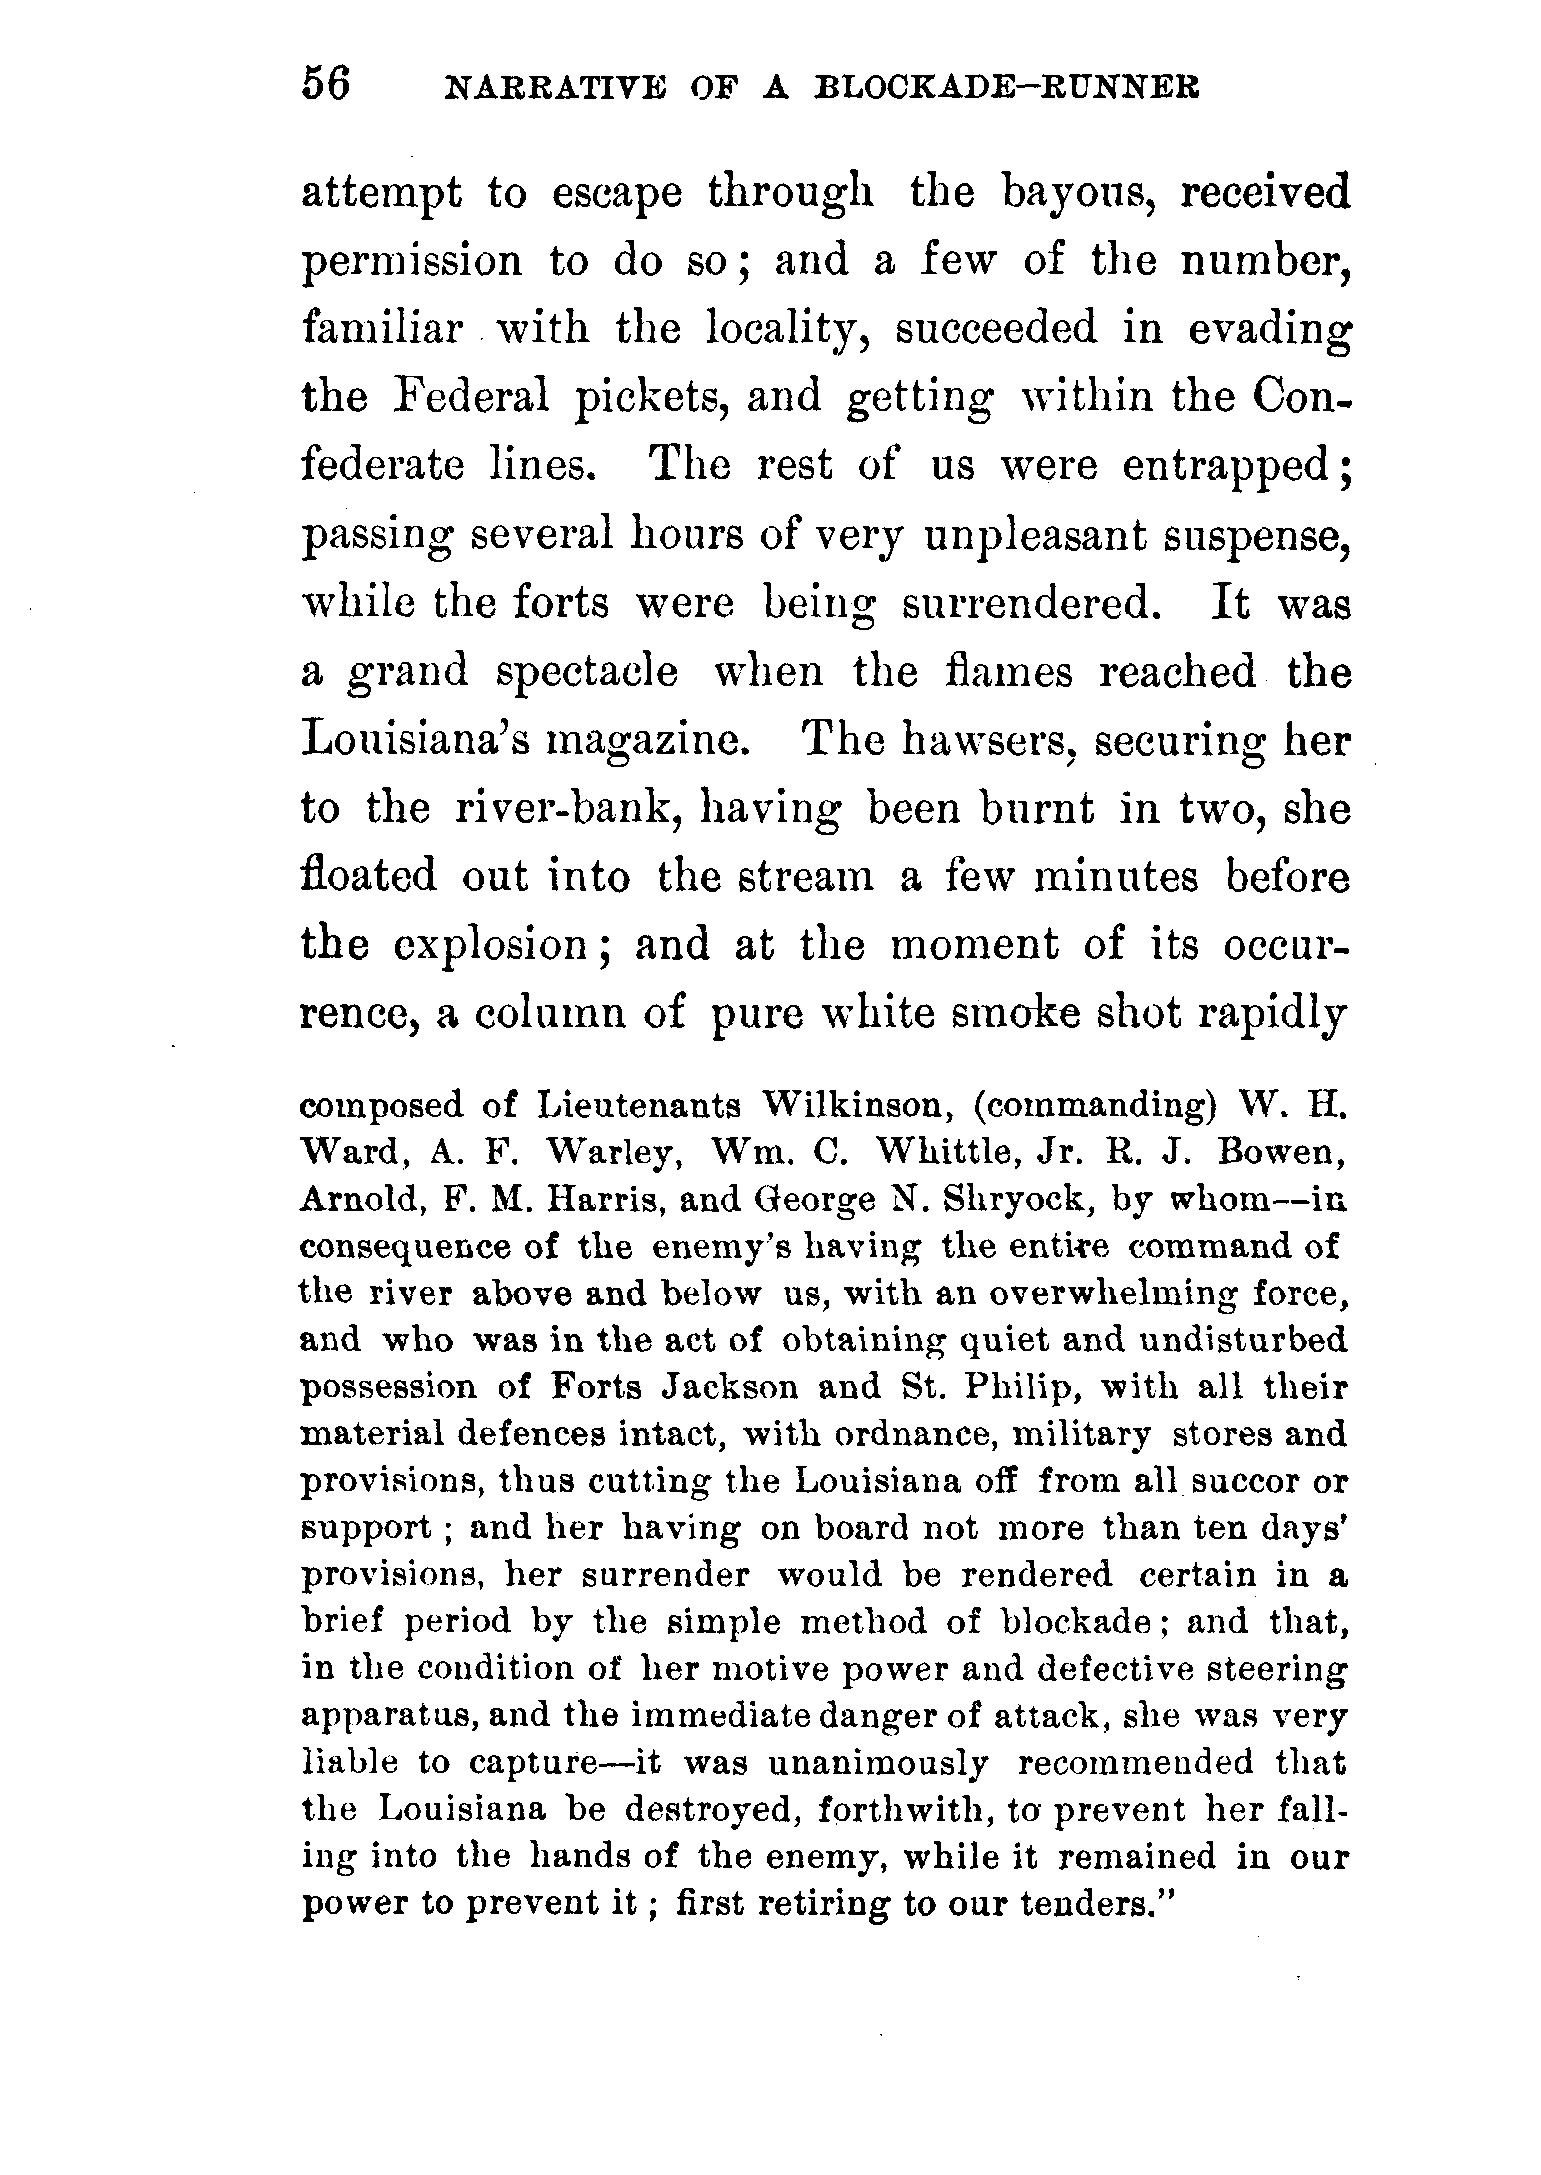 56 NARRATIVE OF A BLOCKADE-RUNNER
attempt to escape through the bayous, received
permission to do so; and a few of the number,
familiar with the locality, succeeded in evading
the Federal pickets, and getting within the Con-
federate lines. The rest of us were entrapped;
passing several hours of very unpleasant suspense,
while the forts were being surrendered. It was
a grand spectacle when the flames reached the
Louisiana's magazine. The hawsers, securing her
to the river-bank, having been burnt in two, she
floated out into the stream a few minutes before
the explosion; and at the moment of its occur-
rence, a column of pure white smoke shot rapidly
composed of Lieutenants Wilkinson, (commanding) W. H.
Ward, A. F. Warley, Wm. C. Whittle, Jr. R. J. Bowen,
Arnold, F. M. Harris, and George N. Shryock, by whom—in
consequence of the enemy's having the entire command of
the river above and below us, with an overwhelming force,
and who was in the act of obtaining quiet and undisturbed
possession of Forts Jackson and St. Philip, with all their
material defences intact, with ordnance, military stores and
provisions, thus cutting the Louisiana off from all succor or
support; and her having on board not more than ten days'
provisions, her surrender would be rendered certain in a
brief period by the simple method of blockade; and that,
in the condition of her motive power and defective steering
apparatus, and the immediate danger of attack, she was very
liable to capture—it was unanimously recommended that
the Louisiana be destroyed, forthwith, to prevent her fall-
ing into the hands of the enemy, while it remained in our
power to prevent it; first retiring to our tenders."